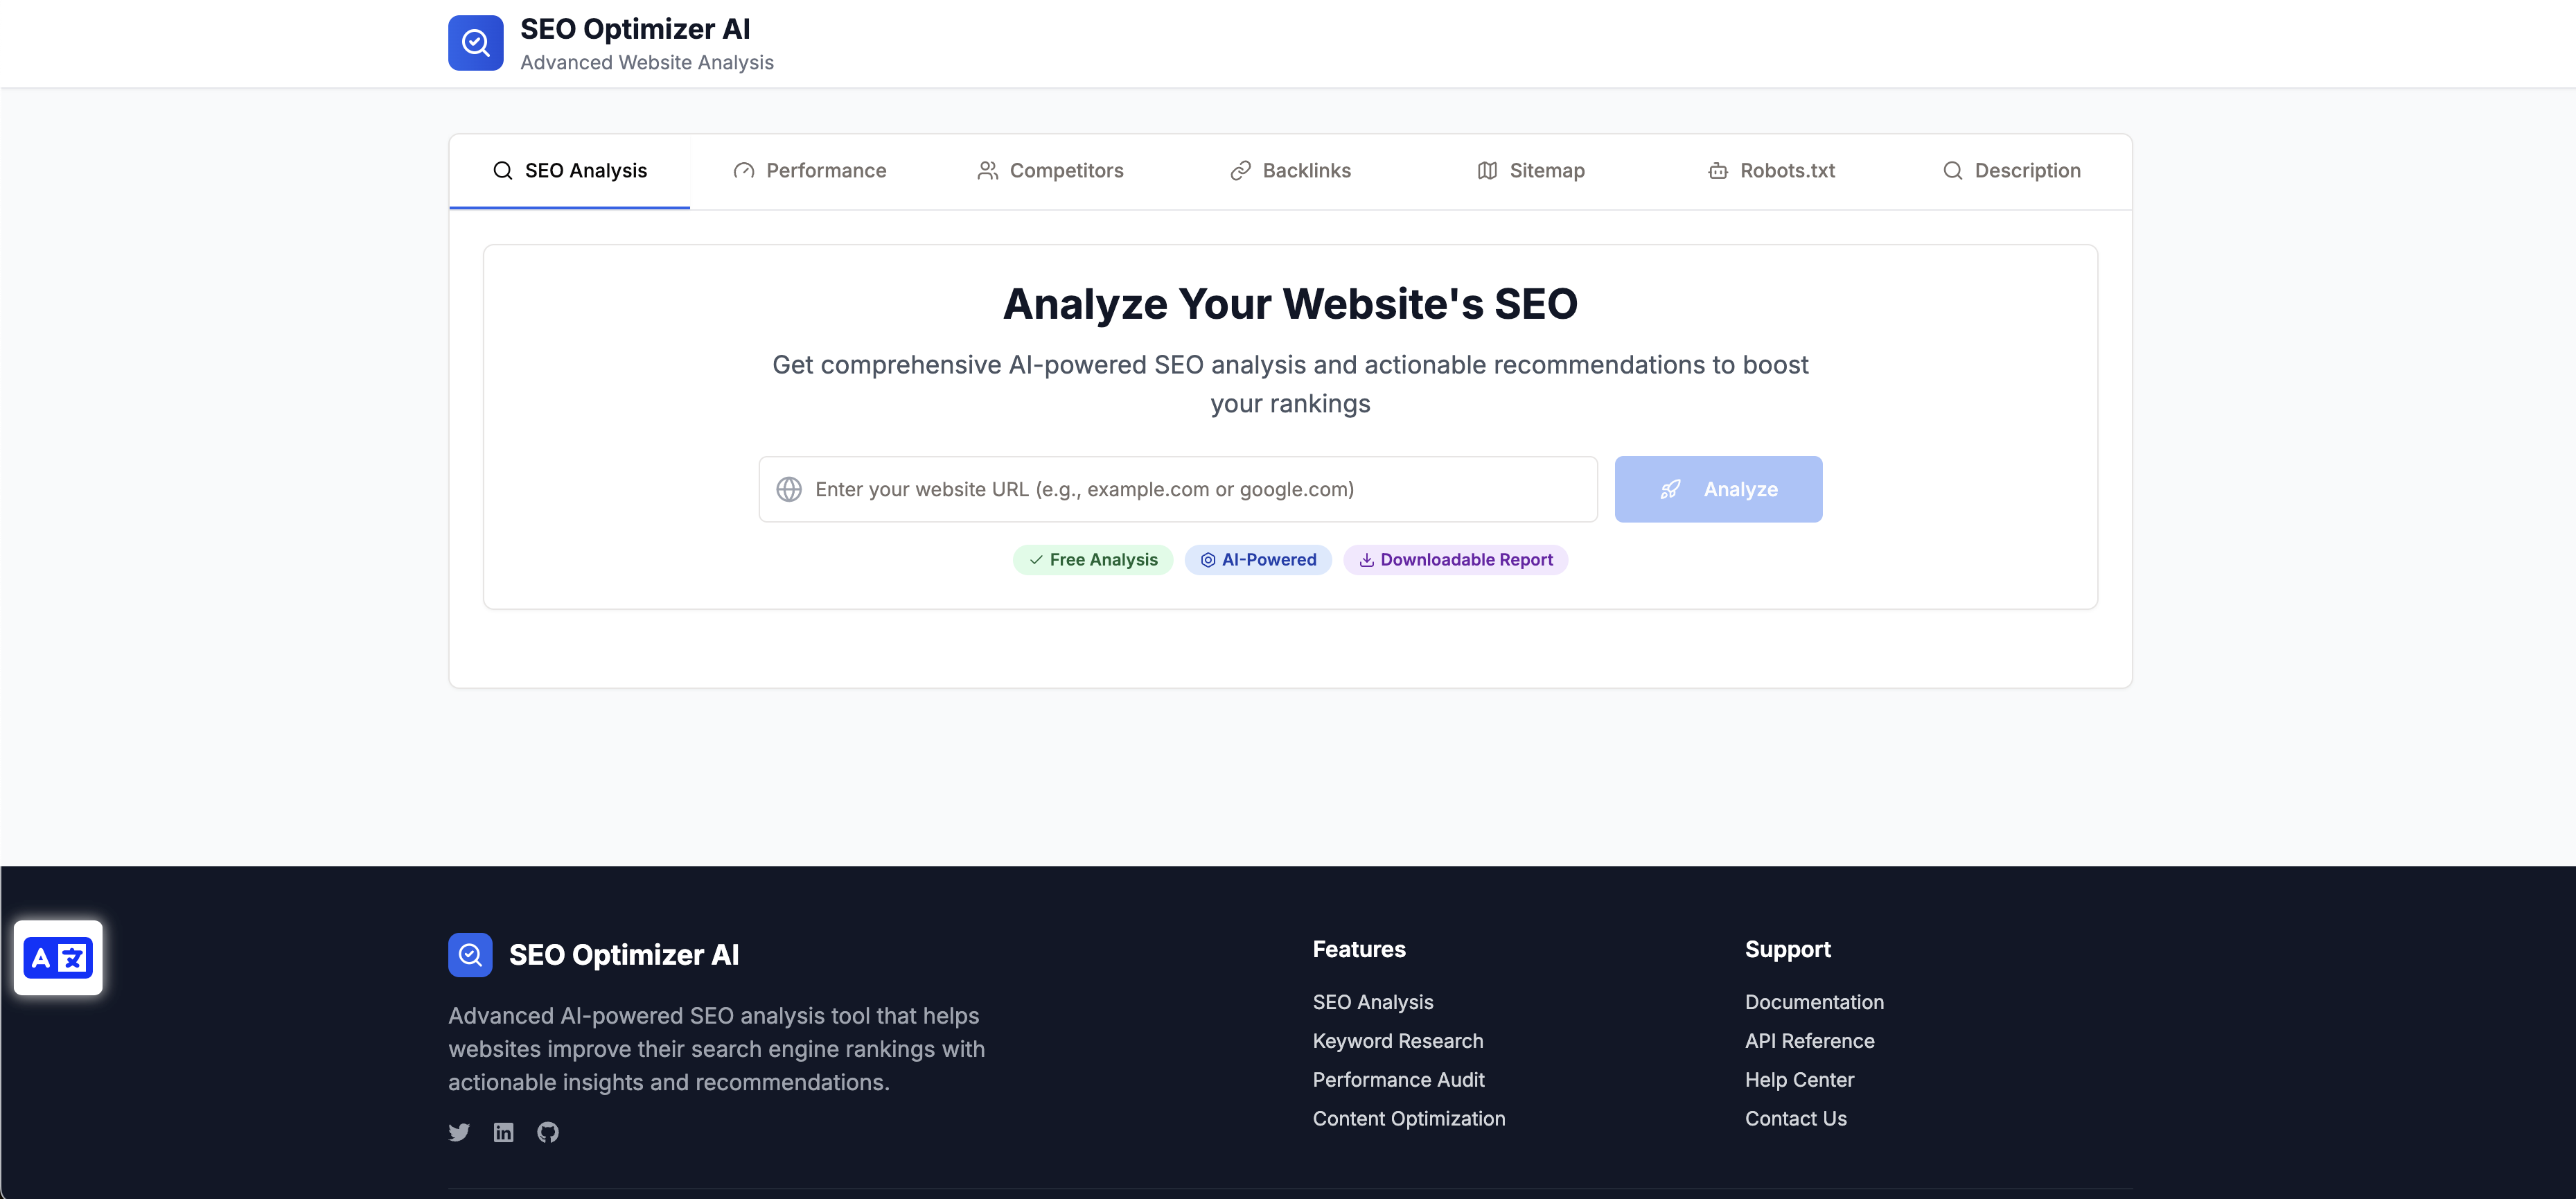 SEO Optimizer AI
Advanced Website Analysis
SEO Analysis
Performance
Competitors
Backlinks
Sitemap
Robots.txt
Description
Analyze Your Website's SEO
Get comprehensive AI-powered SEO analysis and actionable recommendations to boost
your rankings
Enter your website URL (e.g., example.com or google.com)
Analyze
Free Analysis
AI-Powered
Downloadable Report
A 文
SEO Optimizer AI
Advanced AI-powered SEO analysis tool that helps
websites improve their search engine rankings with
actionable insights and recommendations.
Features
SEO Analysis
Keyword Research
Performance Audit
Content Optimization
Support
Documentation
API Reference
Help Center
Contact Us